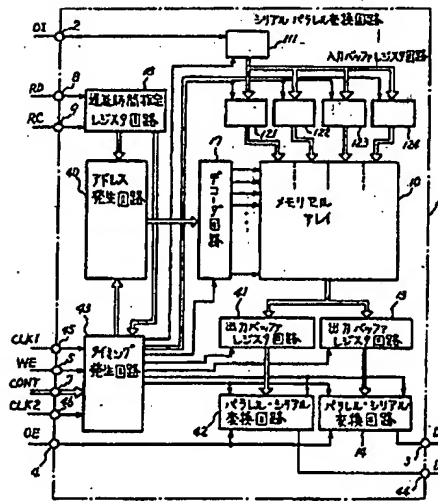 シリアルパラレル変換回路
DI
2
111
入力バッファレジスタ回路
RD
8
RC
9
遅延時間指定
レジスタ回路
121
122
123
124
40
アドレス
発生回路
17
デコーダ回路
10
メモリセル
アレイ
43
タイミング
発生回路
41
出力バッファ
レジスタ回路
13
出力バッファ
レジスタ回路
CLK1
45
WE
5
CONT
7
CLK2
46
OE
4
パラレル・シリアル
変換回路
42
パラレル・シリアル
変換回路
14
3
44